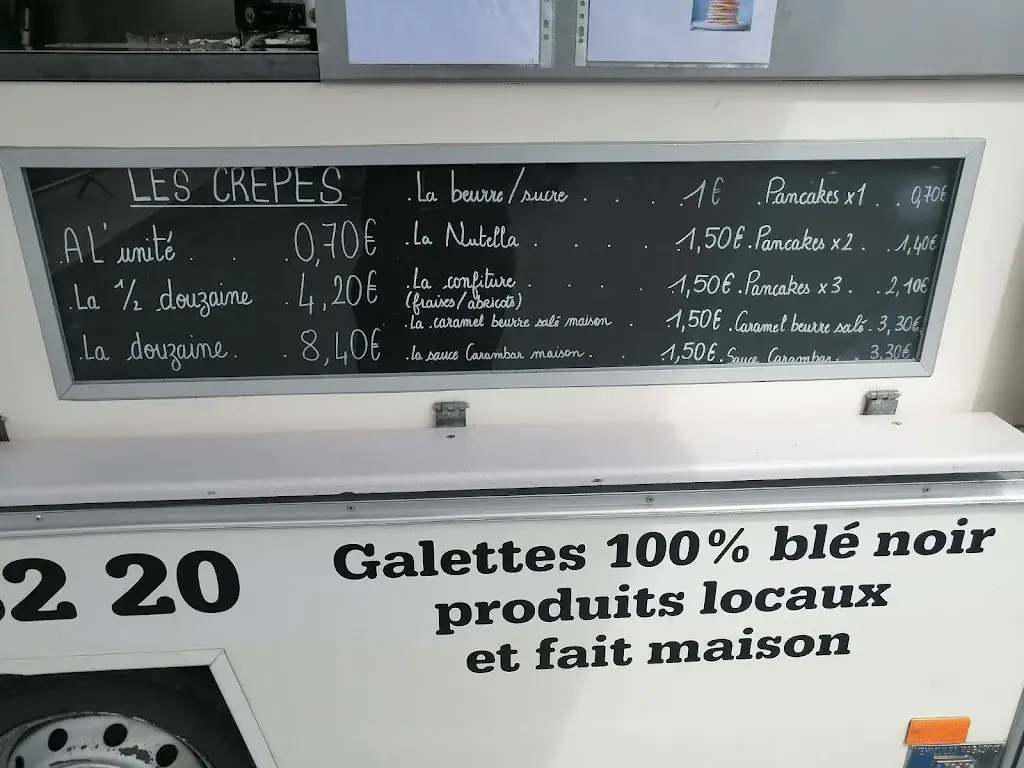 LES CREPES
A L'unité . . . 0,70€
.La 1/2 douzaine . 4,20€
.La douzaine. . 8,40€
.La beurre/sucre . . . .1€
.La Nutella . . . . 1,50€
.La confiture . . . 1,50€
(fraises/abricots)
.La caramel beurre salé maison . 1,50€
.La sauce Carambar maison. . . 1,50€
.Pancakes x1 . . 0,70€
.Pancakes x2 . . 1,40€
.Pancakes x3 . . 2,10€
.Caramel beurre salé . 3,30€
.Sauce Carambar . . 3,30€
2 20
Galettes 100% blé noir
produits locaux
et fait maison